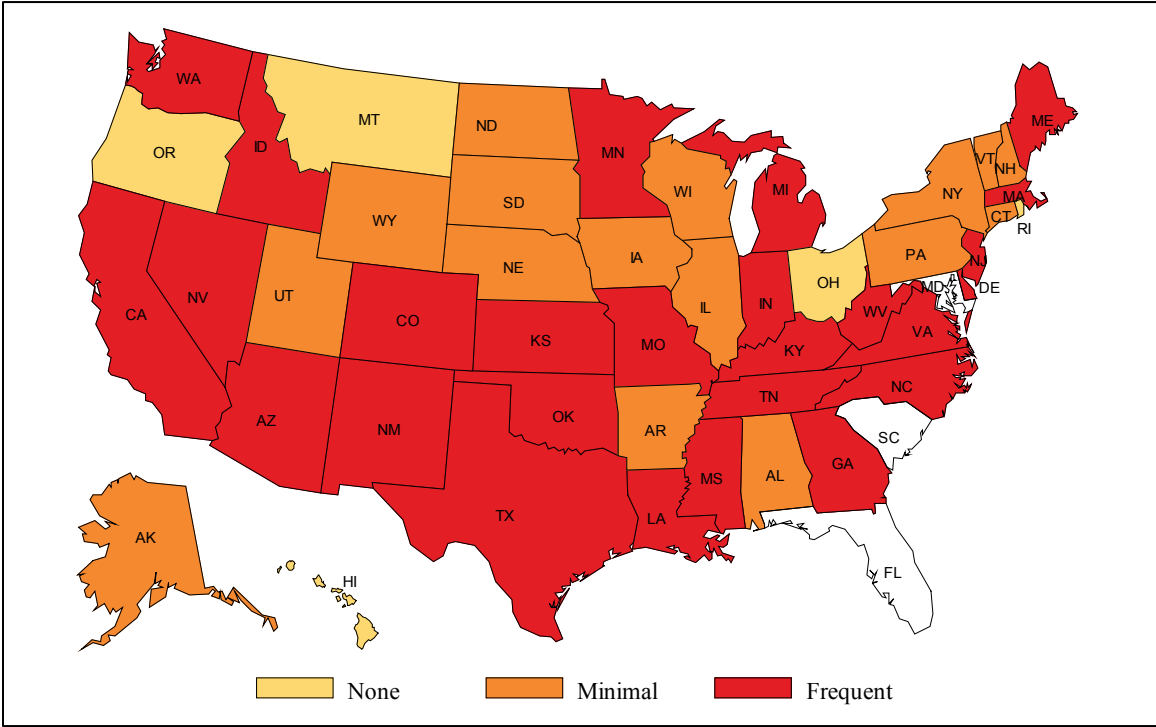 WA
MT
ND
MN
ME
OR
ID
WI
MI
VT
NH
NY
MA
SD
WY
CT
RI
IA
PA
NE
NV
UT
OH
NJ
IL
IN
MD
DE
CA
CO
WV
KS
MO
VA
KY
NC
TN
AZ
NM
OK
AR
SC
GA
MS
AL
TX
LA
AK
FL
HI
None
Minimal
Frequent